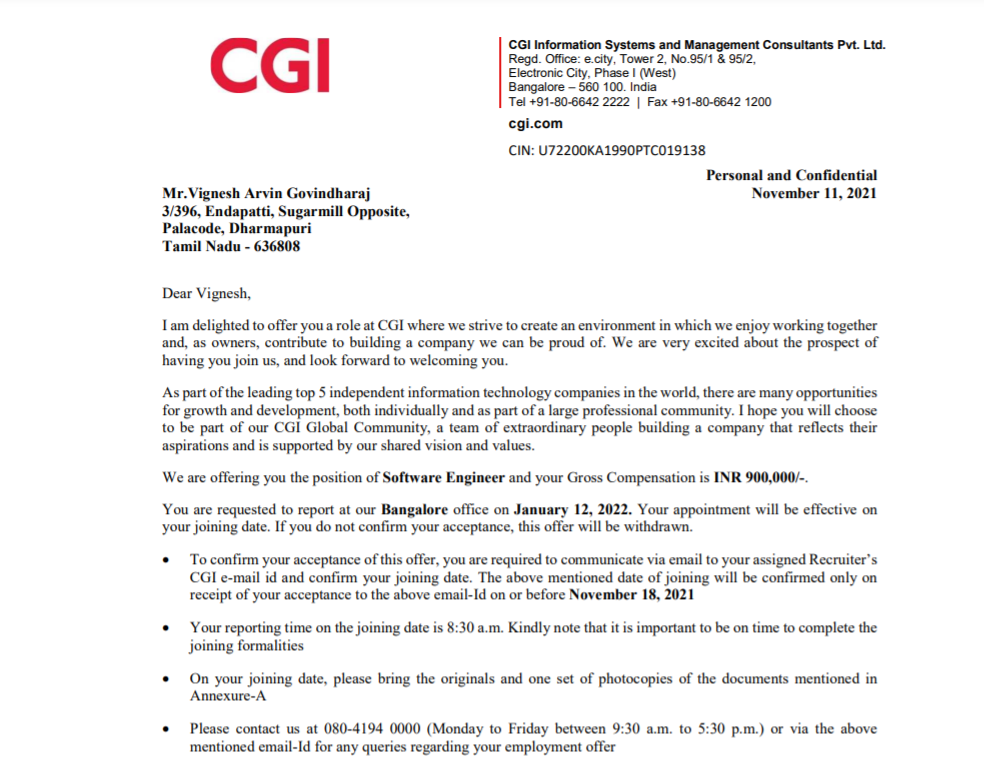 CGI
CGI Information Systems and Management Consultants Pvt. Ltd.
Regd. Office: e.city, Tower 2, No.95/1 & 95/2,
Electronic City, Phase I (West)
Bangalore – 560 100. India
Tel +91-80-6642 2222 | Fax +91-80-6642 1200
cgi.com
CIN: U72200KA1990PTC019138
Personal and Confidential
November 11, 2021
Mr.Vignesh Arvin Govindharaj
3/396, Endapatti, Sugarmill Opposite,
Palacode, Dharmapuri
Tamil Nadu - 636808
Dear Vignesh,
I am delighted to offer you a role at CGI where we strive to create an environment in which we enjoy working together
and, as owners, contribute to building a company we can be proud of. We are very excited about the prospect of
having you join us, and look forward to welcoming you.
As part of the leading top 5 independent information technology companies in the world, there are many opportunities
for growth and development, both individually and as part of a large professional community. I hope you will choose
to be part of our CGI Global Community, a team of extraordinary people building a company that reflects their
aspirations and is supported by our shared vision and values.
We are offering you the position of Software Engineer and your Gross Compensation is INR 900,000/-.
You are requested to report at our Bangalore office on January 12, 2022. Your appointment will be effective on
your joining date. If you do not confirm your acceptance, this offer will be withdrawn.
• To confirm your acceptance of this offer, you are required to communicate via email to your assigned Recruiter's
CGI e-mail id and confirm your joining date. The above mentioned date of joining will be confirmed only on
receipt of your acceptance to the above email-Id on or before November 18, 2021
• Your reporting time on the joining date is 8:30 a.m. Kindly note that it is important to be on time to complete the
joining formalities
• On your joining date, please bring the originals and one set of photocopies of the documents mentioned in
Annexure-A
• Please contact us at 080-4194 0000 (Monday to Friday between 9:30 a.m. to 5:30 p.m.) or via the above
mentioned email-Id for any queries regarding your employment offer